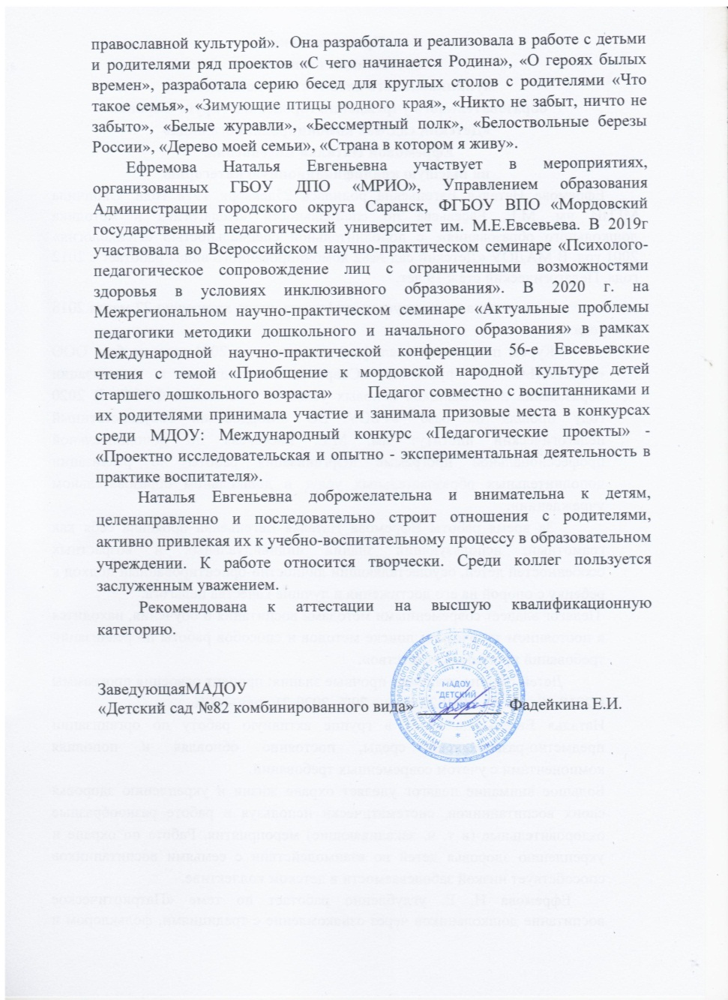 православной культурой».  Она разработала и реализовала в работе с детьми
и родителями ряд проектов «С чего начинается Родина», «О героях былых
времен», разработала серию бесед для круглых столов с родителями «Что
такое семья», «Зимующие птицы родного края», «Никто не забыт, ничто не
забыто», «Белые журавли», «Бессмертный полк», «Белоствольные березы
России», «Дерево моей семьи», «Страна в котором я живу».
Ефремова Наталья Евгеньевна участвует в мероприятиях,
организованных ГБОУ ДПО «МРИО». Управлением образования
Администрации городского округа Саранск, ФГБОУ ВПО «Мордовский
государственный педагогический университет им. М.Е.Евсевьева. В 2019г
участвовала во Всероссийском научно-практическом семинаре «Психолого-
педагогическое сопровождение лиц с ограниченными возможностями
здоровья в условиях инклюзивного образования». В 2020 г. на
Межрегиональном научно-практическом семинаре «Актуальные проблемы
педагогики методики дошкольного и начального образования» в рамках
Международной научно-практической конференции 56-е Евсевьевские
чтения с темой «Приобщение к мордовской народной культуре детей
старшего дошкольного возраста» Педагог совместно с воспитанниками и
их родителями принимала участие и занимала призовые места в конкурсах
среди МДОУ: Международный конкурс «Педагогические проекты» -
«Проектно исследовательская и опытно - экспериментальная деятельность в
практике воспитателя».
Наталья Евгеньевна доброжелательна и внимательна к детям,
целенаправленно и последовательно строит отношения с родителями,
активно привлекая их к учебно-воспитательному процессу в образовательном
учреждении. К работе относится творчески. Среди коллег пользуется
заслуженным уважением.
Рекомендована к аттестации на высшую квалификационную
категорию.
ЗаведующаяМАДОУ
«Детский сад №82 комбинированного вида» Фадейкина Е.И.
МАДОУ
"ДЕТСКИЙ
САД №82"